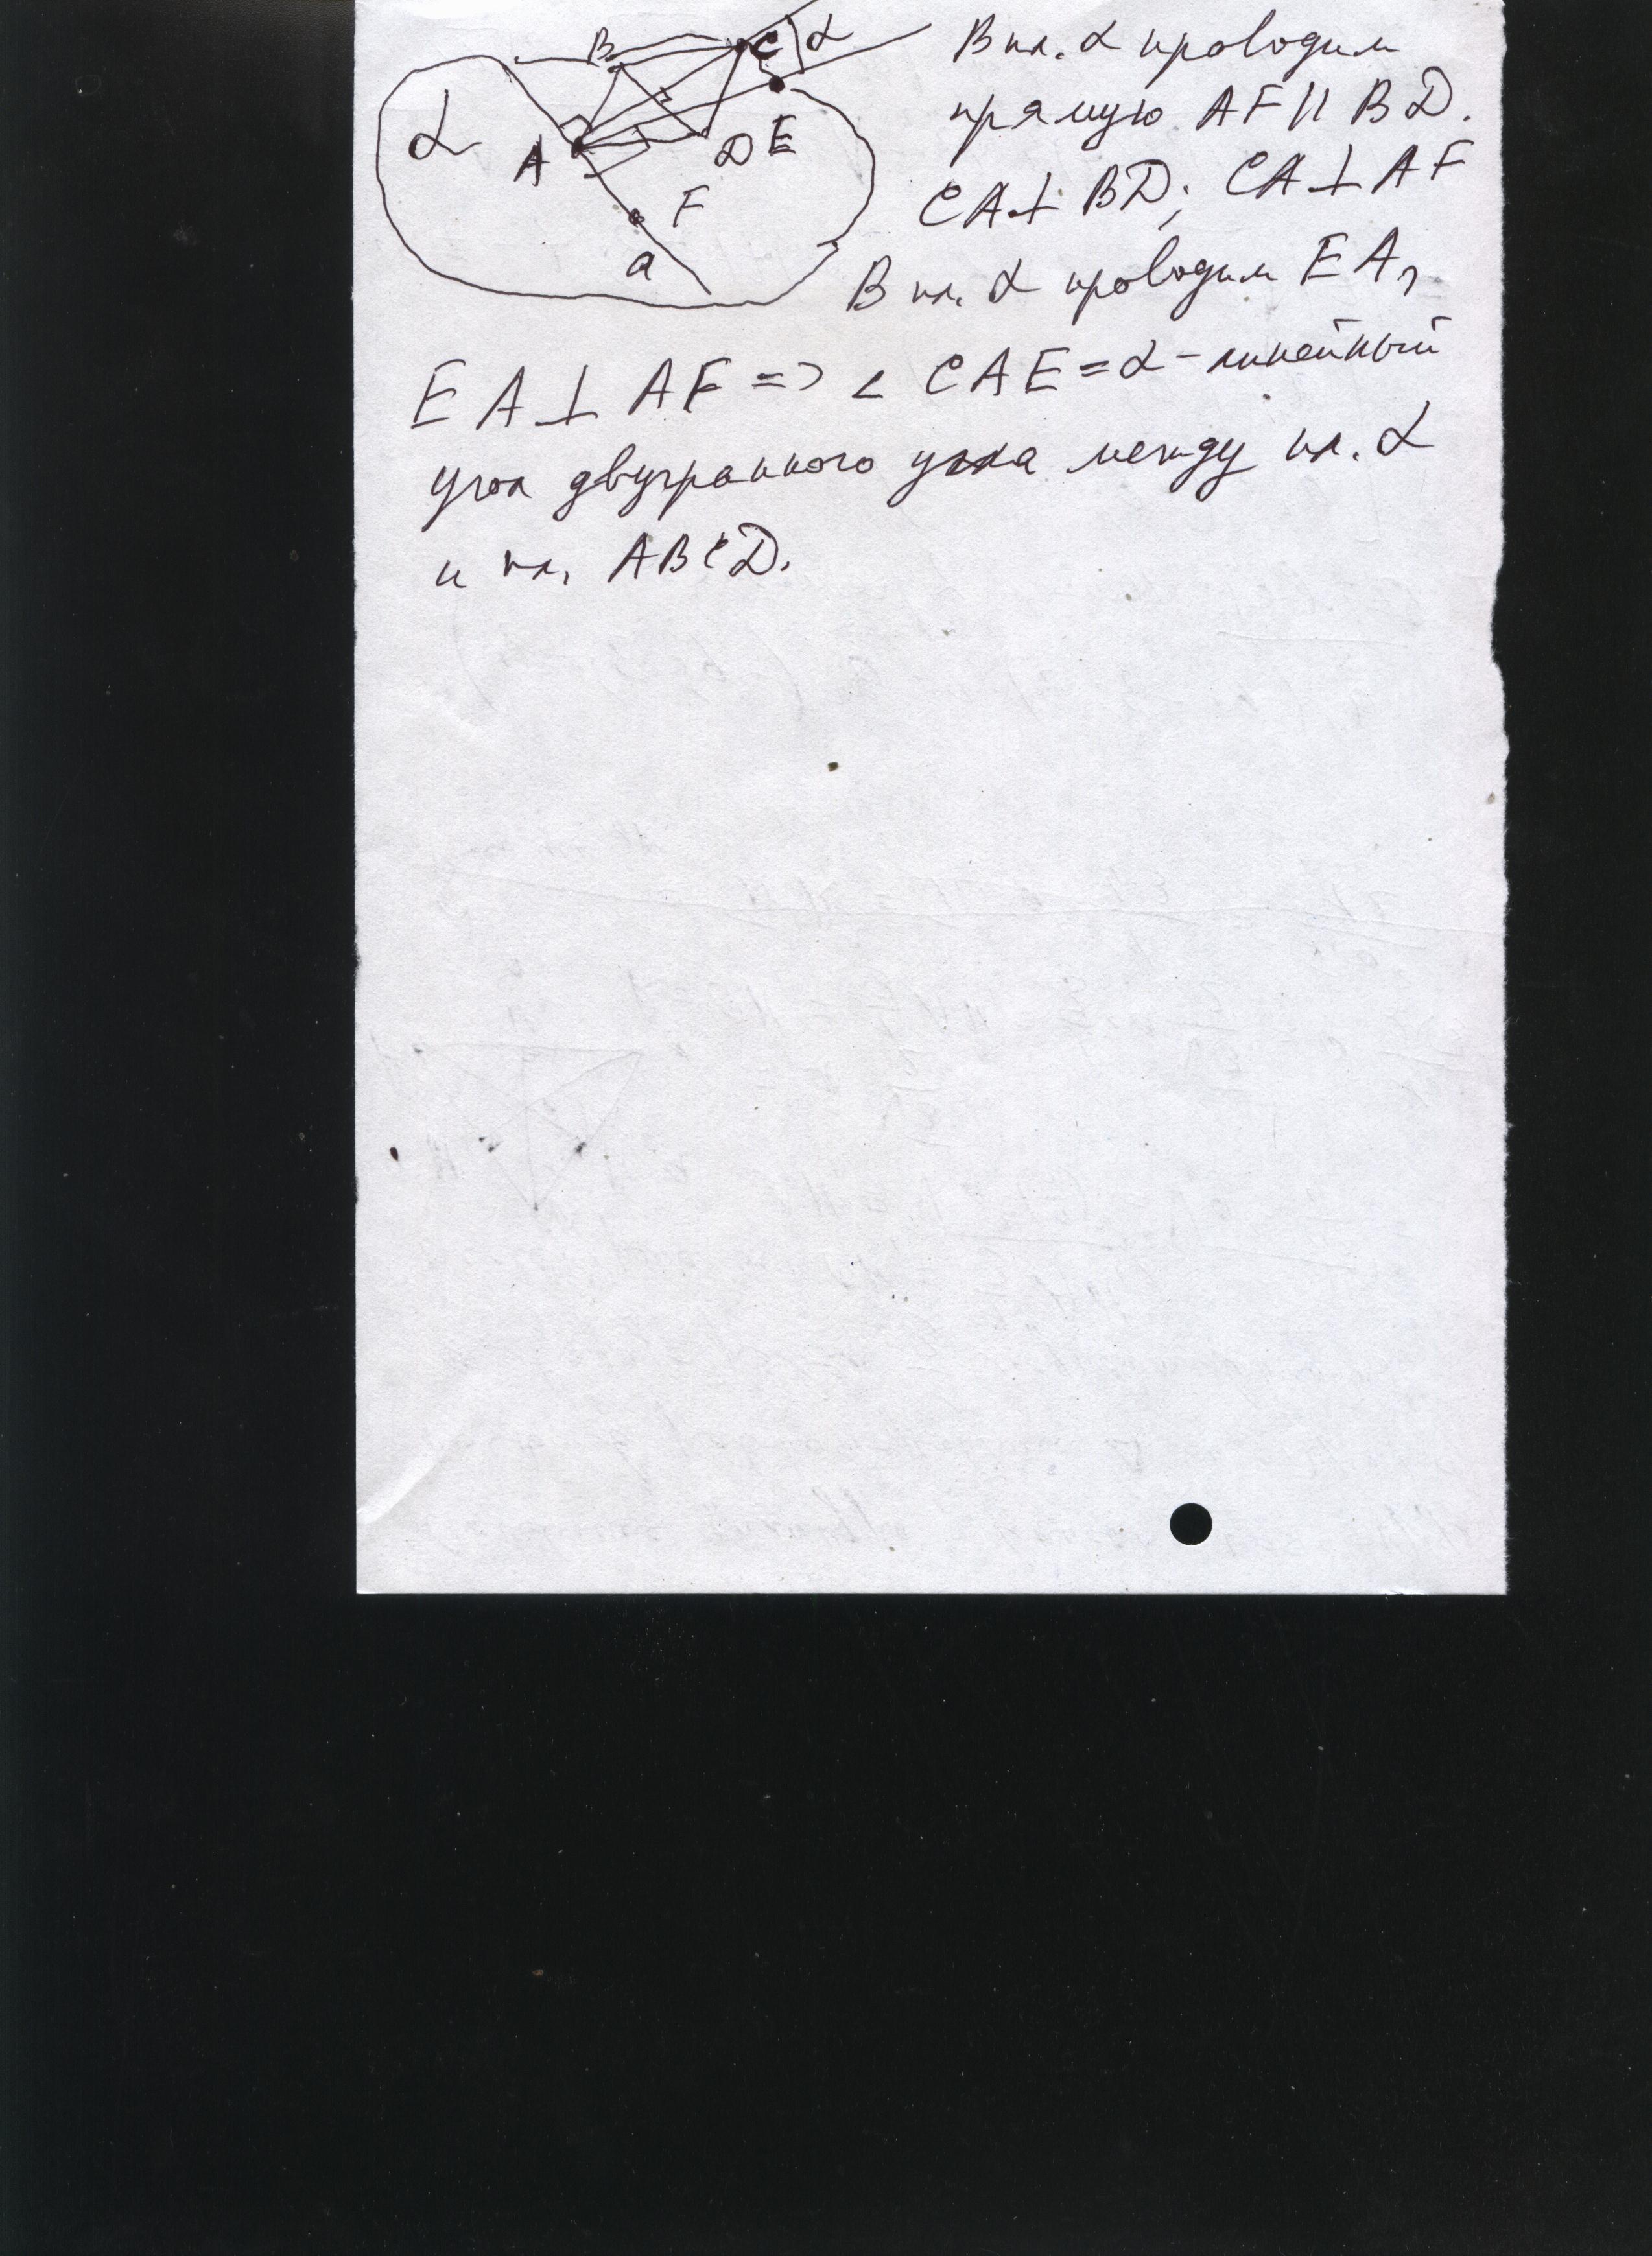 B
C
α
α
A
D
E
F
a
В пл. α проводим
прямую AF || BD.
CA ⊥ BD; CA ⊥ AF
В пл. α проводим EA,
EA ⊥ AF => ∠ CAE = α - линейный
угол двугранного угла между пл. α
и пл. ABCD.